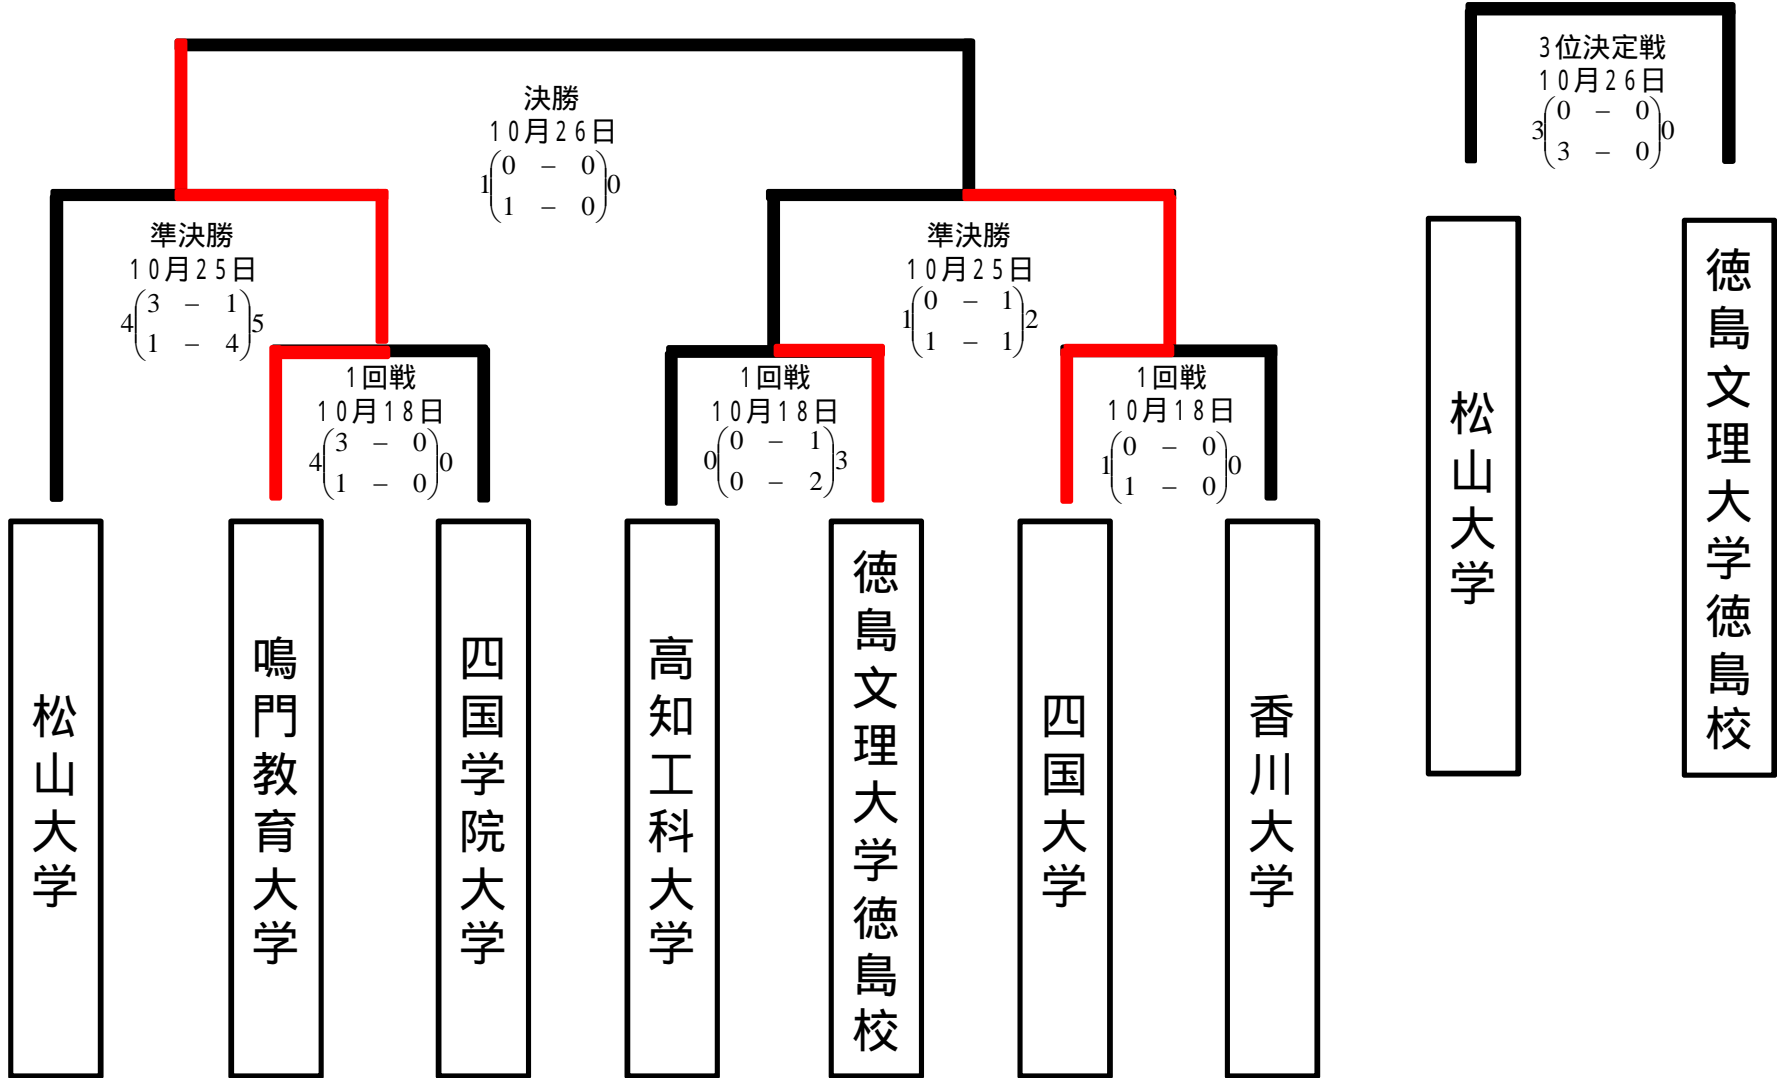 決勝
10月26日
1(0 – 0)0
1 – 0
3位決定戦
10月26日
3(0 – 0)0
3 – 0
準決勝
10月25日
4(3 – 1)5
1 – 4
準決勝
10月25日
1(0 – 1)2
1 – 1
1回戦
10月18日
4(3 – 0)0
1 – 0
1回戦
10月18日
0(0 – 1)3
0 – 2
1回戦
10月18日
1(0 – 0)0
1 – 0
松山大学
鳴門教育大学
四国学院大学
高知工科大学
徳島文理大学徳島校
四国大学
香川大学
松山大学
徳島文理大学徳島校